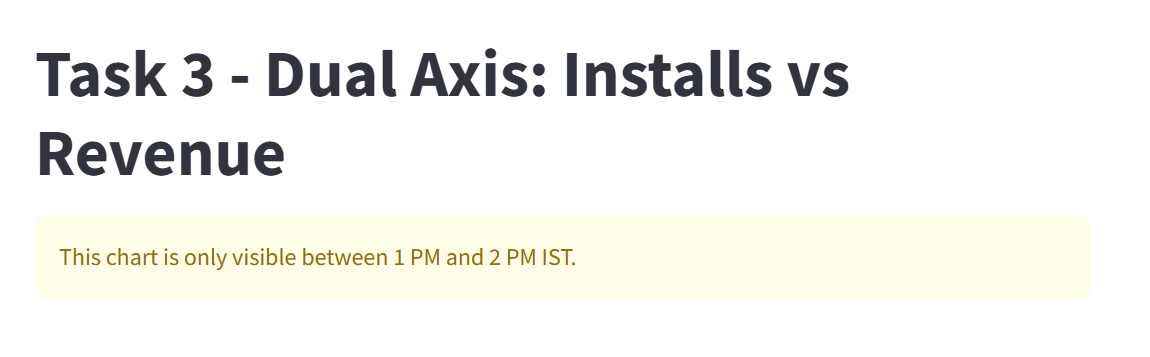 Task 3 - Dual Axis: Installs vs
Revenue
This chart is only visible between 1 PM and 2 PM IST.